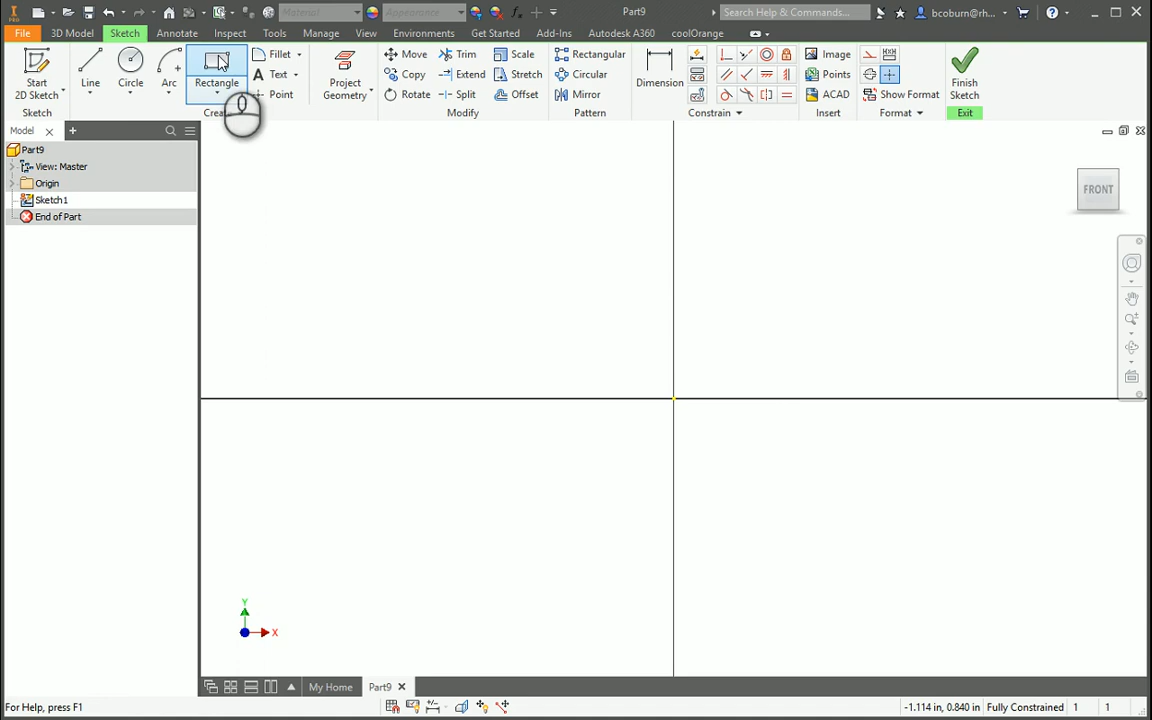 PRO Material Appearance Part9 Search Help & Commands... bcoburn@rh...
File 3D Model Sketch Annotate Inspect Tools Manage View Environments Get Started Add-Ins Autodesk A360 coolOrange
Start 2D Sketch Line Circle Arc Rectangle Fillet Text Point Project Geometry Move Copy Rotate Trim Extend Split Scale Stretch Offset Rectangular Circular Mirror Dimension Image Points ACAD Show Format Finish Sketch
Sketch Crea Modify Pattern Constrain Insert Format Exit
Model
Part9
View: Master
Origin
Sketch1
End of Part
FRONT
Y
X
My Home Part9
For Help, press F1 -1.114 in, 0.840 in Fully Constrained 1 1